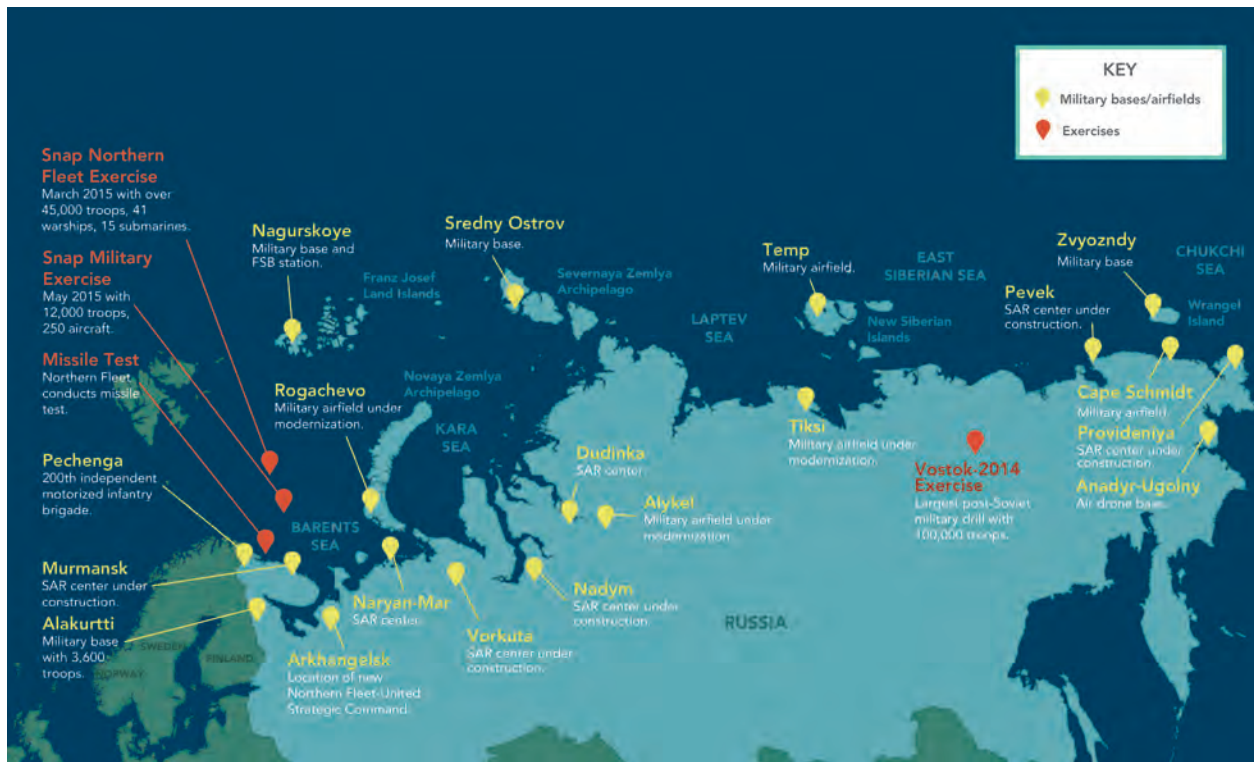 KEY
Military bases/airfields
Exercises
Snap Northern
Fleet Exercise
March 2015 with over
45,000 troops, 41
warships, 15 submarines.
Snap Military
Exercise
May 2015 with
12,000 troops,
250 aircraft.
Missile Test
Northern Fleet
conducts missile
test.
Pechenga
200th independent
motorized infantry
brigade.
Murmansk
SAR center under
construction.
Alakurtti
Military base
with 3,600
troops.
Nagurskoye
Military base and
FSB station.
Franz Josef
Land Islands
Rogachevo
Military airfield under
modernization.
Novaya Zemlya
Archipelago
KARA
SEA
BARENTS
SEA
Sredny Ostrov
Military base.
Severnaya Zemlya
Archipelago
LAPTEV
SEA
Temp
Military airfield.
EAST
SIBERIAN SEA
New Siberian
Islands
Zvyozndy
Military base
CHUKCHI
SEA
Wrangel
Island
Pevek
SAR center under
construction.
Cape Schmidt
Military airfield.
Provideniya
SAR center under
construction.
Anadyr-Ugolny
Air drone base.
Tiksi
Military airfield under
modernization.
Vostok-2014
Exercise
Largest post-Soviet
military drill with
100,000 troops.
Dudinka
SAR center.
Alykel
Military airfield under
modernization.
Nadym
SAR center under
construction.
Naryan-Mar
SAR center.
Vorkuta
SAR center under
construction.
Arkhangelsk
Location of new
Northern Fleet-United
Strategic Command.
RUSSIA
SWEDEN
FINLAND
NORWAY